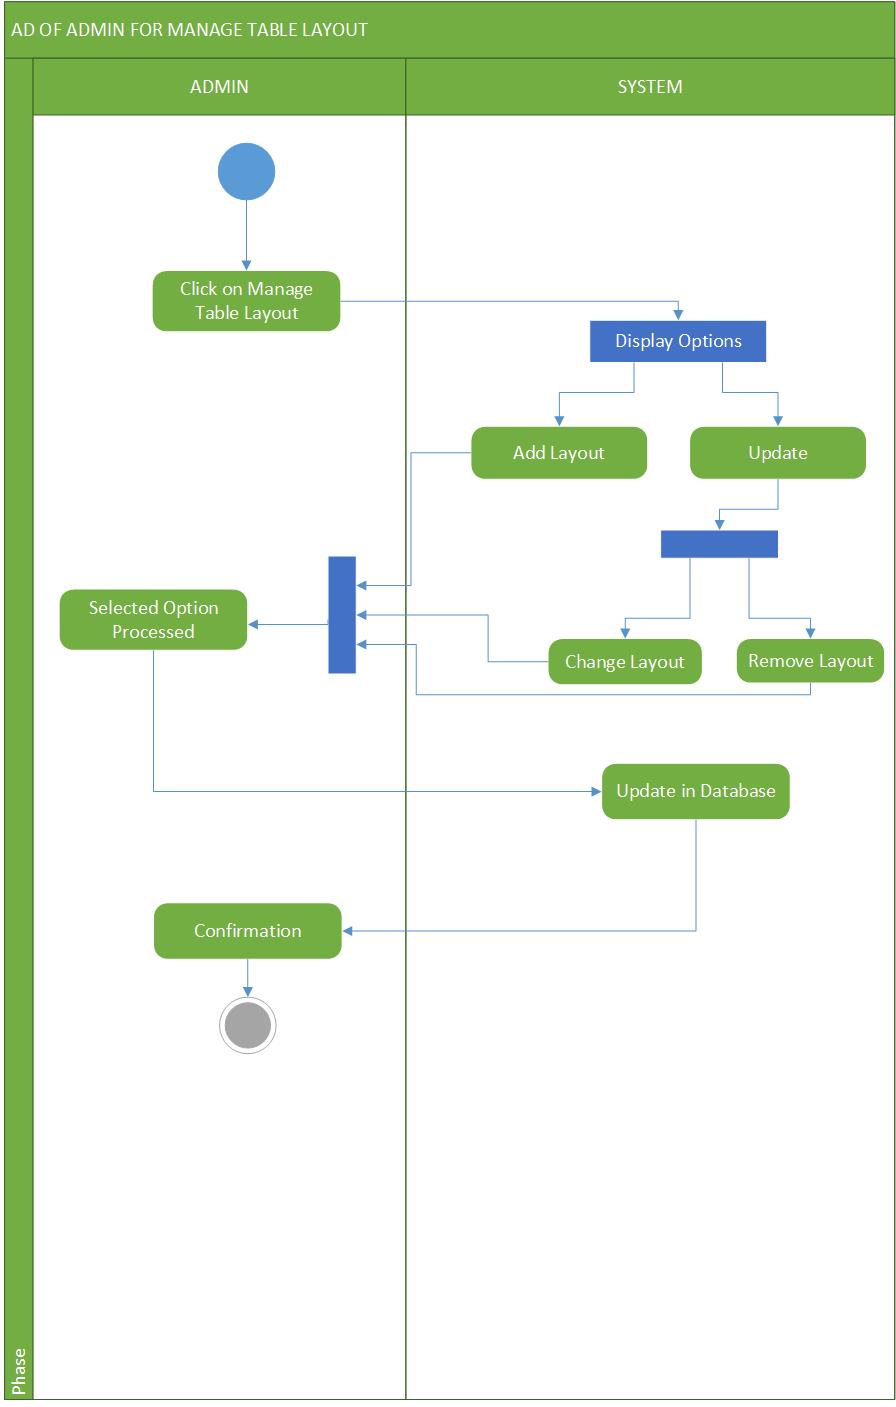 AD OF ADMIN FOR MANAGE TABLE LAYOUT
ADMIN
SYSTEM
Click on Manage
Table Layout
Display Options
Add Layout
Update
Selected Option
Processed
Change Layout
Remove Layout
Update in Database
Confirmation
Phase